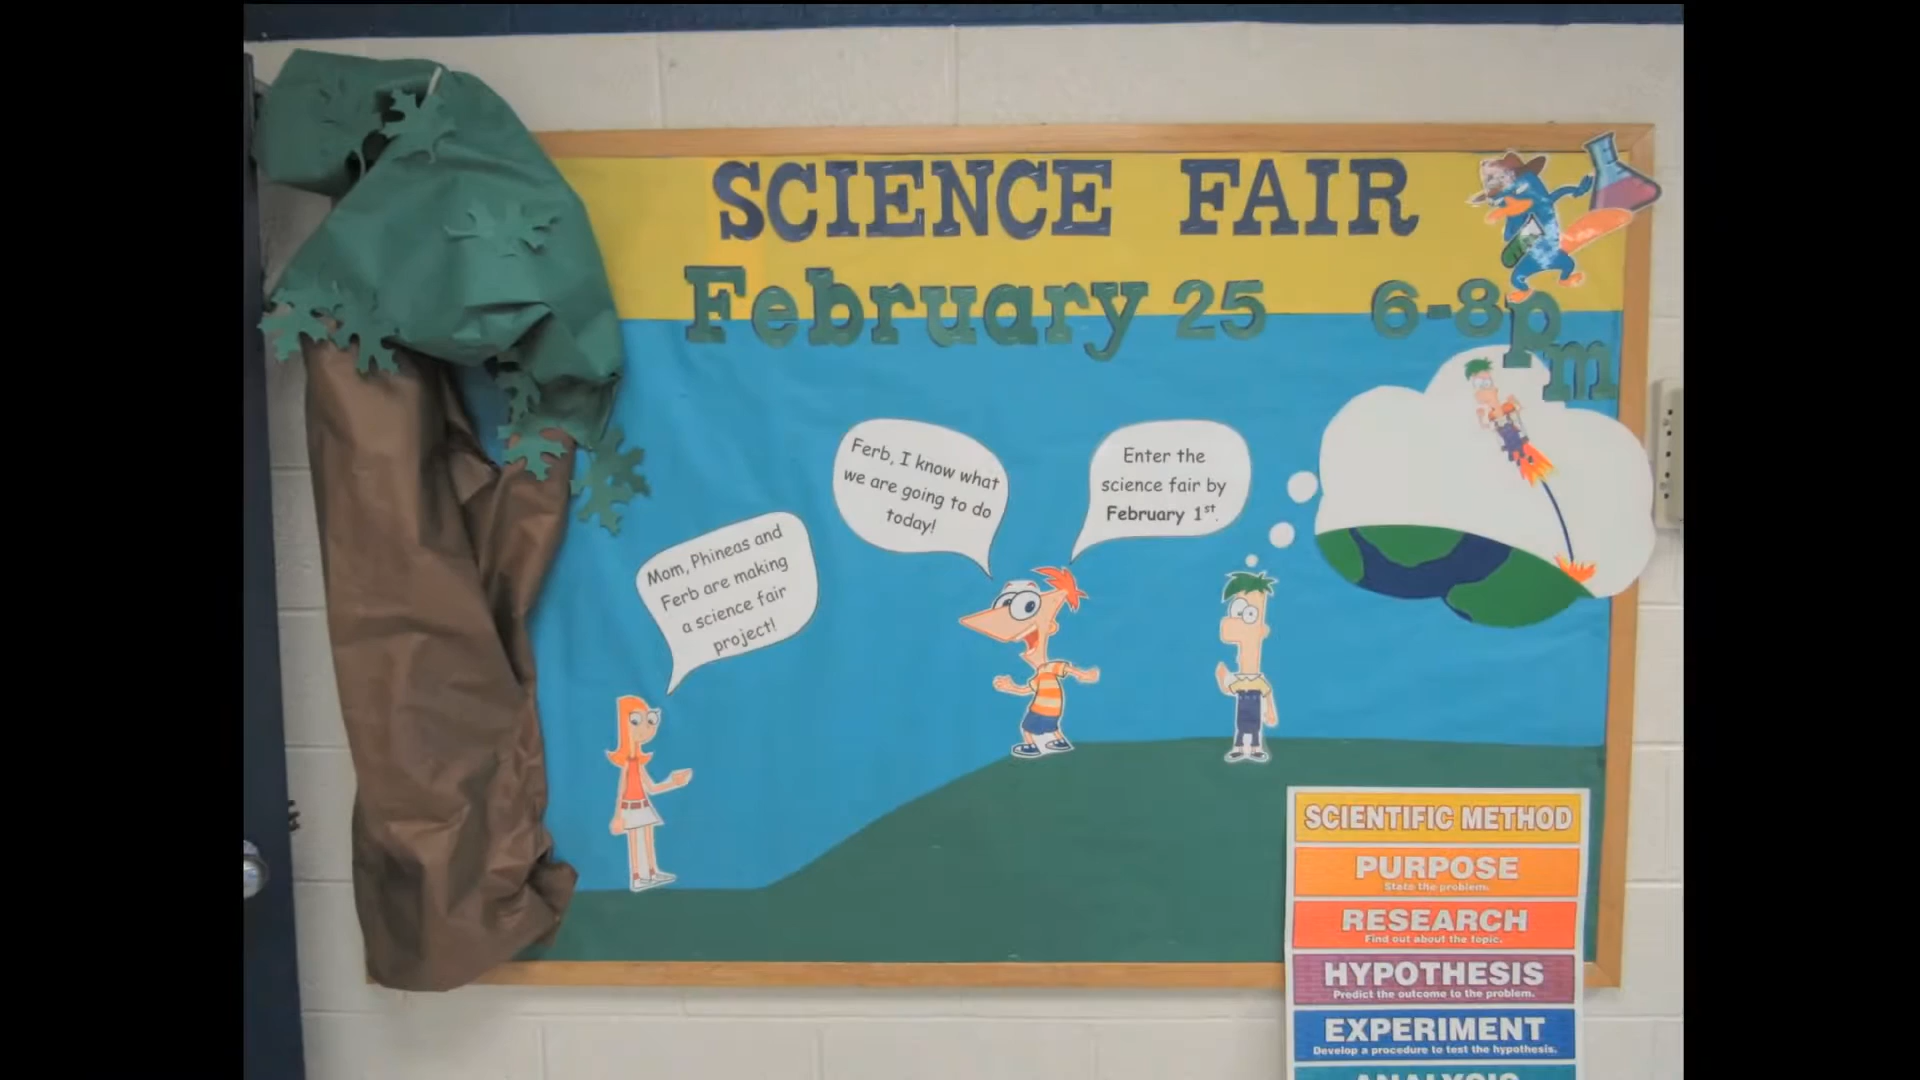 SCIENCE FAIR
February 25 6-8pm
Mom, Phineas and
Ferb are making
a science fair
project!
Ferb, I know what
we are going to do
today!
Enter the
science fair by
February 1st.
SCIENTIFIC METHOD
PURPOSE
State the problem.
RESEARCH
Find out about the topic.
HYPOTHESIS
Predict the outcome to the problem.
EXPERIMENT
Develop a procedure to test the hypothesis.
ANALYSIS